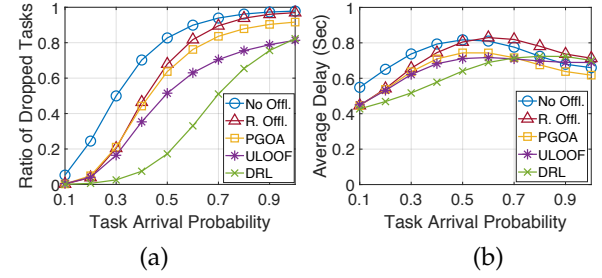 Ratio of Dropped Tasks
1
0.8
0.6
0.4
0.2
0
0.1 0.3 0.5 0.7 0.9
Task Arrival Probability
No Offl.
R. Offl.
PGOA
ULOOF
DRL
(a)
Average Delay (Sec)
1
0.8
0.6
0.4
0.2
0
0.1 0.3 0.5 0.7 0.9
Task Arrival Probability
No Offl.
R. Offl.
PGOA
ULOOF
DRL
(b)